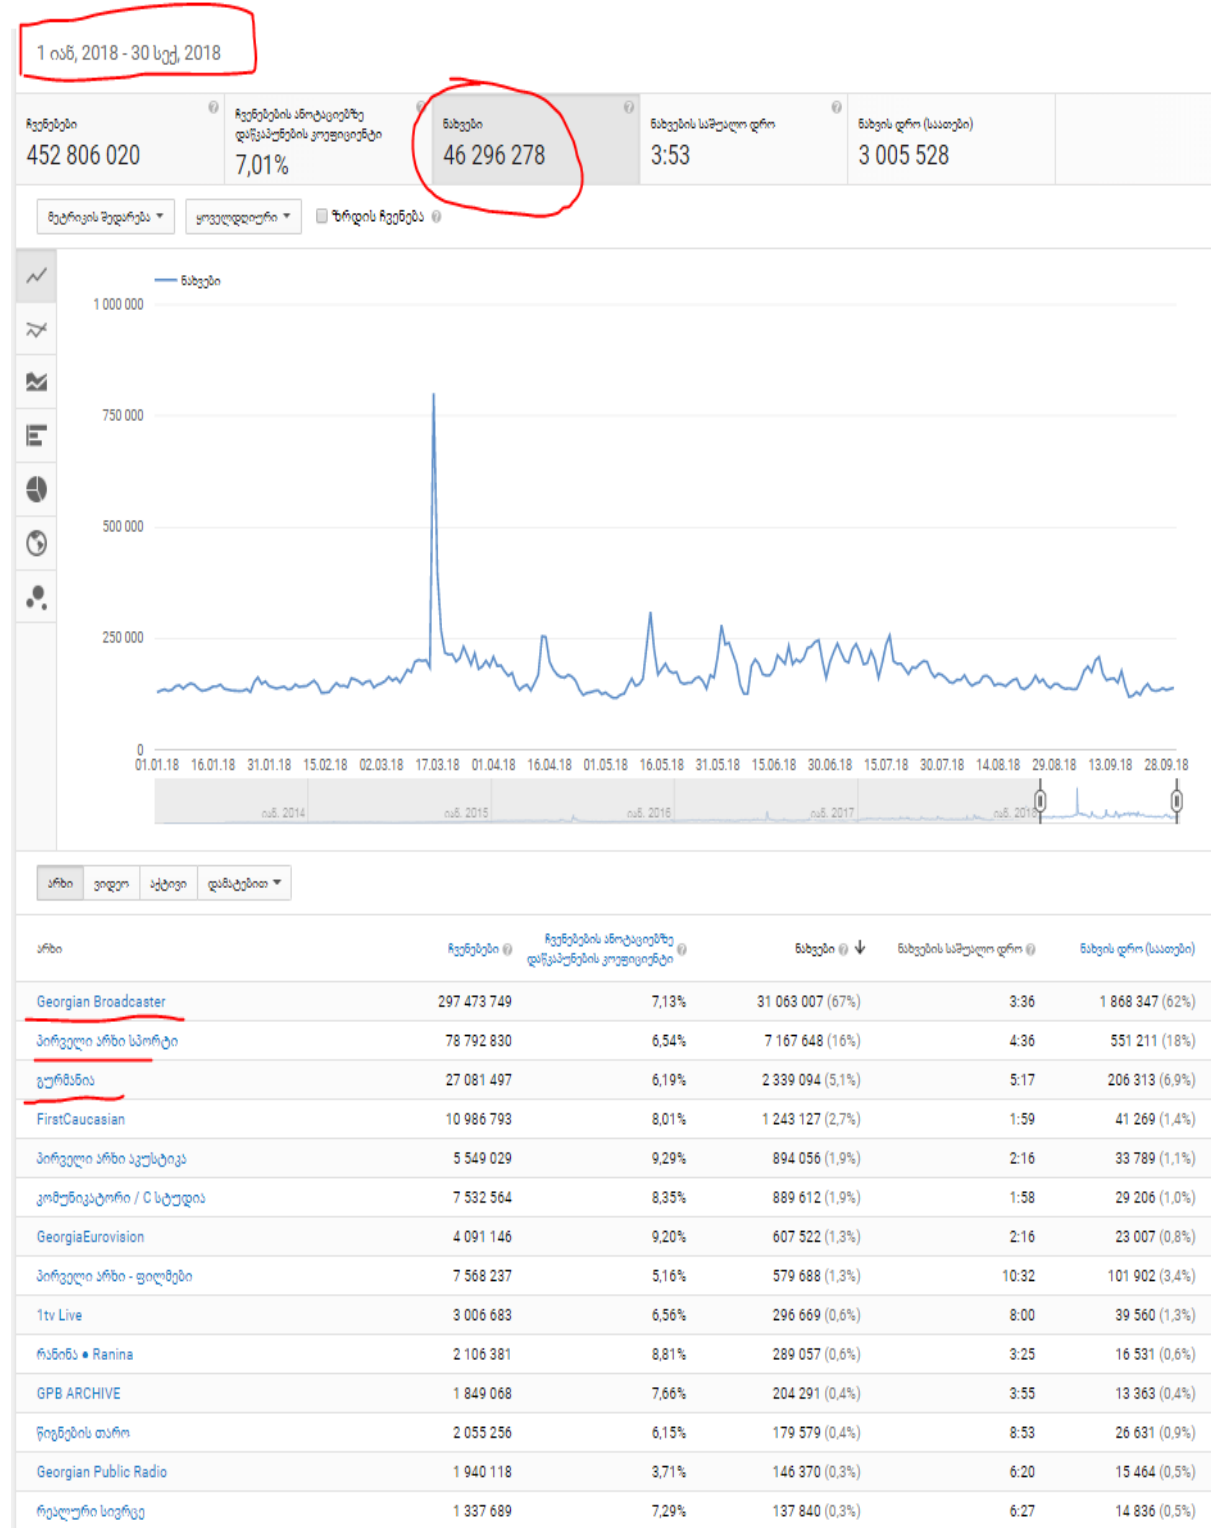 1 იან, 2018 - 30 სექ, 2018
ჩვენებები
452 806 020
ჩვენებების ანოტაციებზე დაწკაპუნების კოეფიციენტი
7,01%
ნახვები
46 296 278
ნახვების საშუალო დრო
3:53
ნახვის დრო (საათები)
3 005 528
მეტრიკის შედარება ყოველდღიური ზრდის ჩვენება
ნახვები
1 000 000
750 000
500 000
250 000
0
01.01.18 16.01.18 31.01.18 15.02.18 02.03.18 17.03.18 01.04.18 16.04.18 01.05.18 16.05.18 31.05.18 15.06.18 30.06.18 15.07.18 30.07.18 14.08.18 29.08.18 13.09.18 28.09.18
იან. 2014 იან. 2015 იან. 2016 იან. 2017 იან. 2018
არხი ვიდეო აქტივი დამატებით
არხი ჩვენებები ჩვენებების ანოტაციებზე დაწკაპუნების კოეფიციენტი ნახვები ნახვების საშუალო დრო ნახვის დრო (საათები)
Georgian Broadcaster 297 473 749 7,13% 31 063 007 (67%) 3:36 1 868 347 (62%)
პირველი არხი სპორტი 78 792 830 6,54% 7 167 648 (16%) 4:36 551 211 (18%)
გურმანია 27 081 497 6,19% 2 339 094 (5,1%) 5:17 206 313 (6,9%)
FirstCaucasian 10 986 793 8,01% 1 243 127 (2,7%) 1:59 41 269 (1,4%)
პირველი არხი აკუსტიკა 5 549 029 9,29% 894 056 (1,9%) 2:16 33 789 (1,1%)
კომუნიკატორი / C სტუდია 7 532 564 8,35% 889 612 (1,9%) 1:58 29 206 (1,0%)
GeorgiaEurovision 4 091 146 9,20% 607 522 (1,3%) 2:16 23 007 (0,8%)
პირველი არხი - ფილმები 7 568 237 5,16% 579 688 (1,3%) 10:32 101 902 (3,4%)
1tv Live 3 006 683 6,56% 296 669 (0,6%) 8:00 39 560 (1,3%)
რანინა ● Ranina 2 106 381 8,81% 289 057 (0,6%) 3:25 16 531 (0,6%)
GPB ARCHIVE 1 849 068 7,66% 204 291 (0,4%) 3:55 13 363 (0,4%)
წიგნების თარო 2 055 256 6,15% 179 579 (0,4%) 8:53 26 631 (0,9%)
Georgian Public Radio 1 940 118 3,71% 146 370 (0,3%) 6:20 15 464 (0,5%)
რეალური სივრცე 1 337 689 7,29% 137 840 (0,3%) 6:27 14 836 (0,5%)